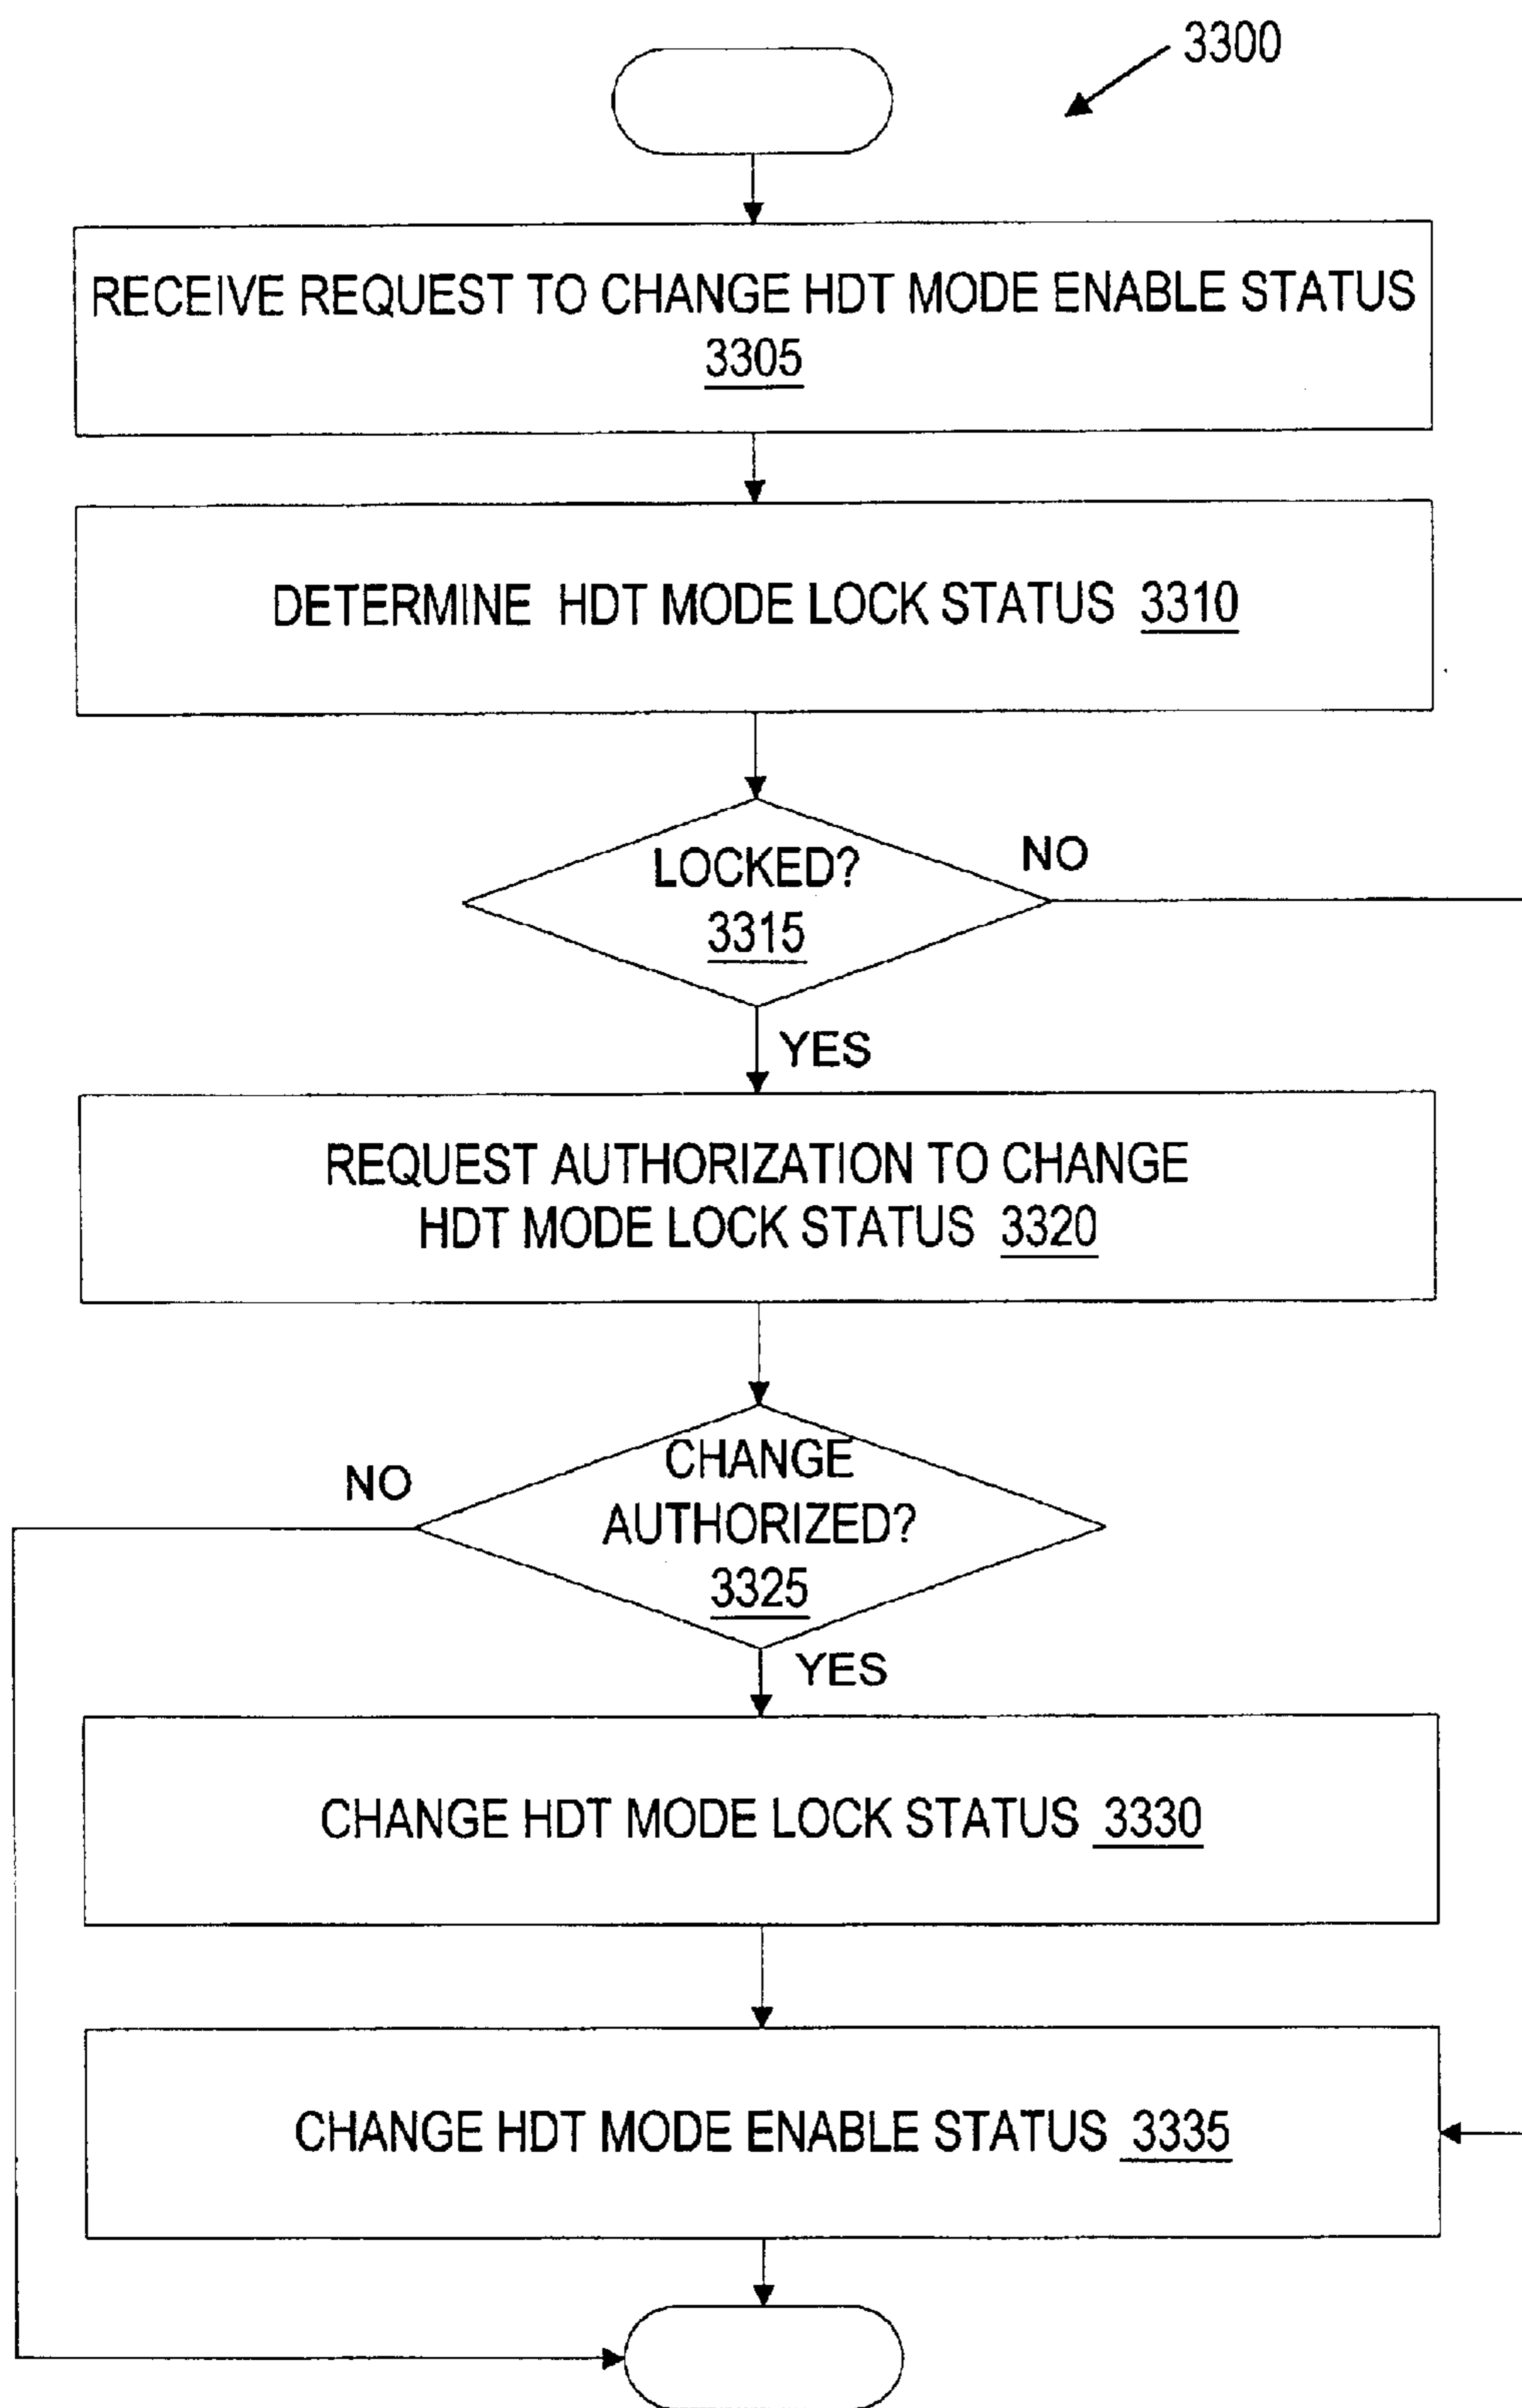 3300
RECEIVE REQUEST TO CHANGE HDT MODE ENABLE STATUS
3305
DETERMINE HDT MODE LOCK STATUS 3310
LOCKED?
3315
NO
YES
REQUEST AUTHORIZATION TO CHANGE
HDT MODE LOCK STATUS 3320
CHANGE
AUTHORIZED?
3325
NO
YES
CHANGE HDT MODE LOCK STATUS 3330
CHANGE HDT MODE ENABLE STATUS 3335